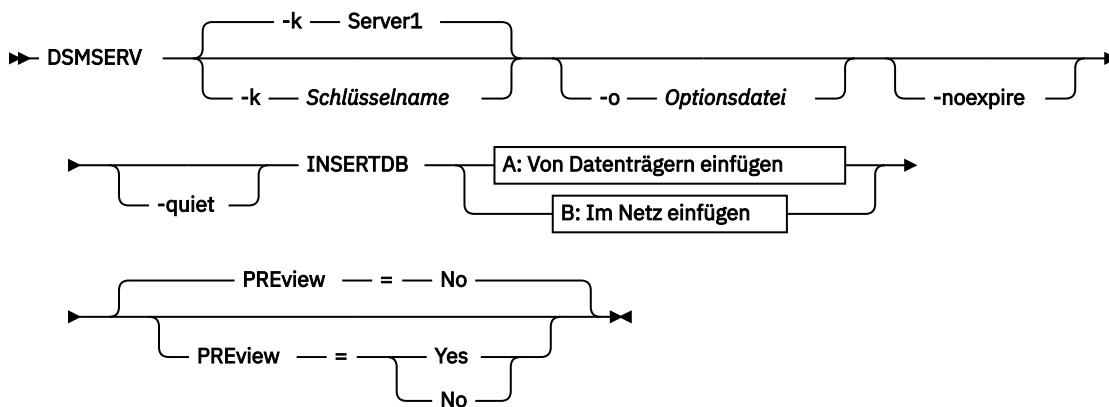 -k Server1
DSMSERV
-k Schlüsselname -o Optionsdatei -noexpire
INSERTDB A: Von Datenträgern einfügen
-quiet B: Im Netz einfügen
PREview = No
PREview = Yes
No